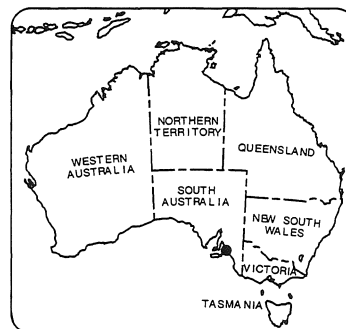 NORTHERN
TERRITORY
QUEENSLAND
WESTERN
AUSTRALIA
SOUTH
AUSTRALIA
NEW SOUTH
WALES
VICTORIA
TASMANIA